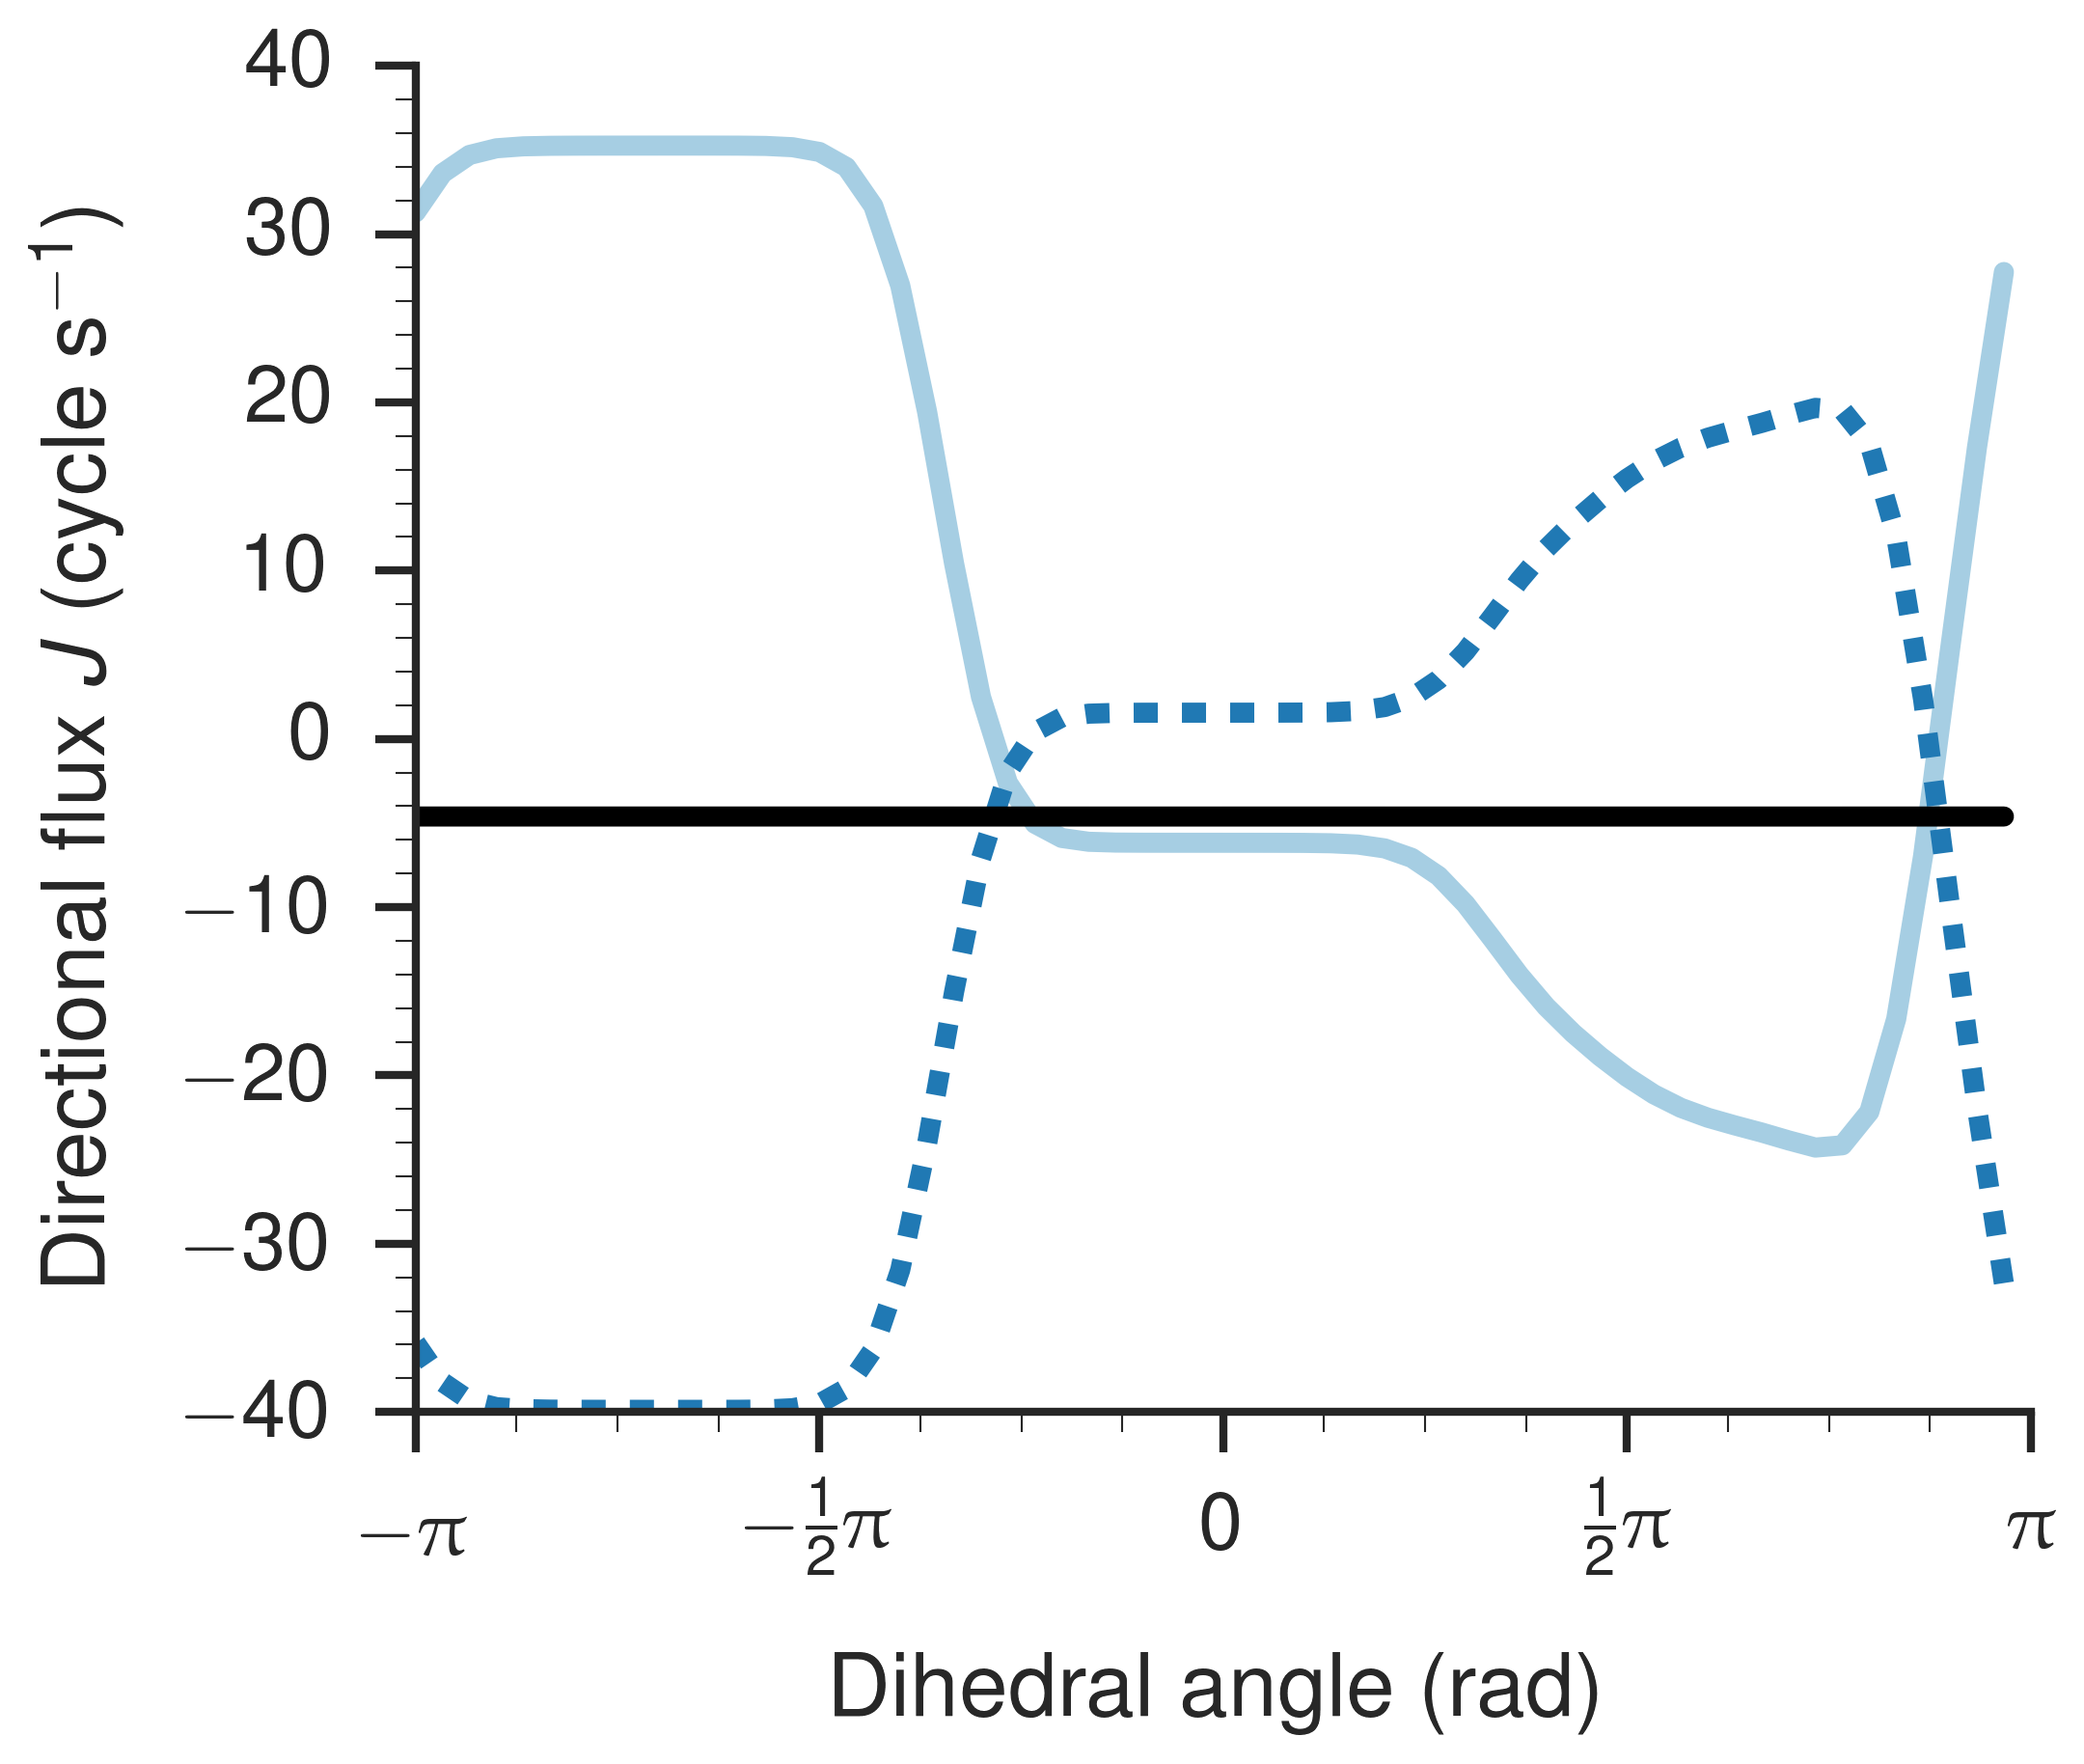 Directional flux J (cycle s⁻¹)
40
30
20
10
0
−10
−20
−30
−40
−π
−½π
0
½π
π
Dihedral angle (rad)